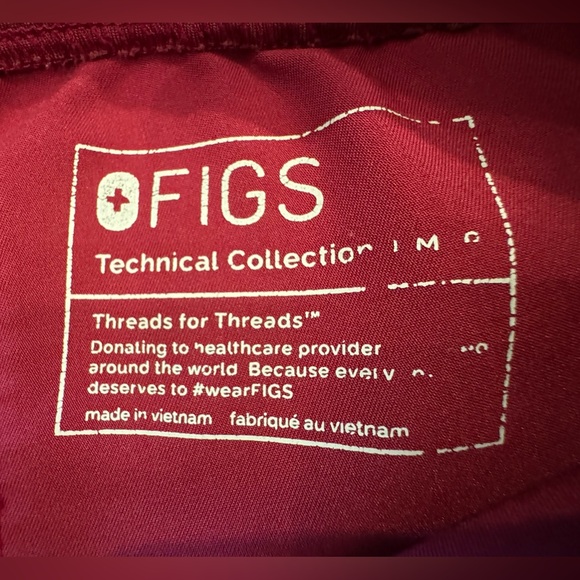 FIGS
Technical Collection | M
Threads for Threads™
Donating to healthcare provider
around the world Because every
deserves to #wearFIGS
made in vietnam fabriqué au vietnam